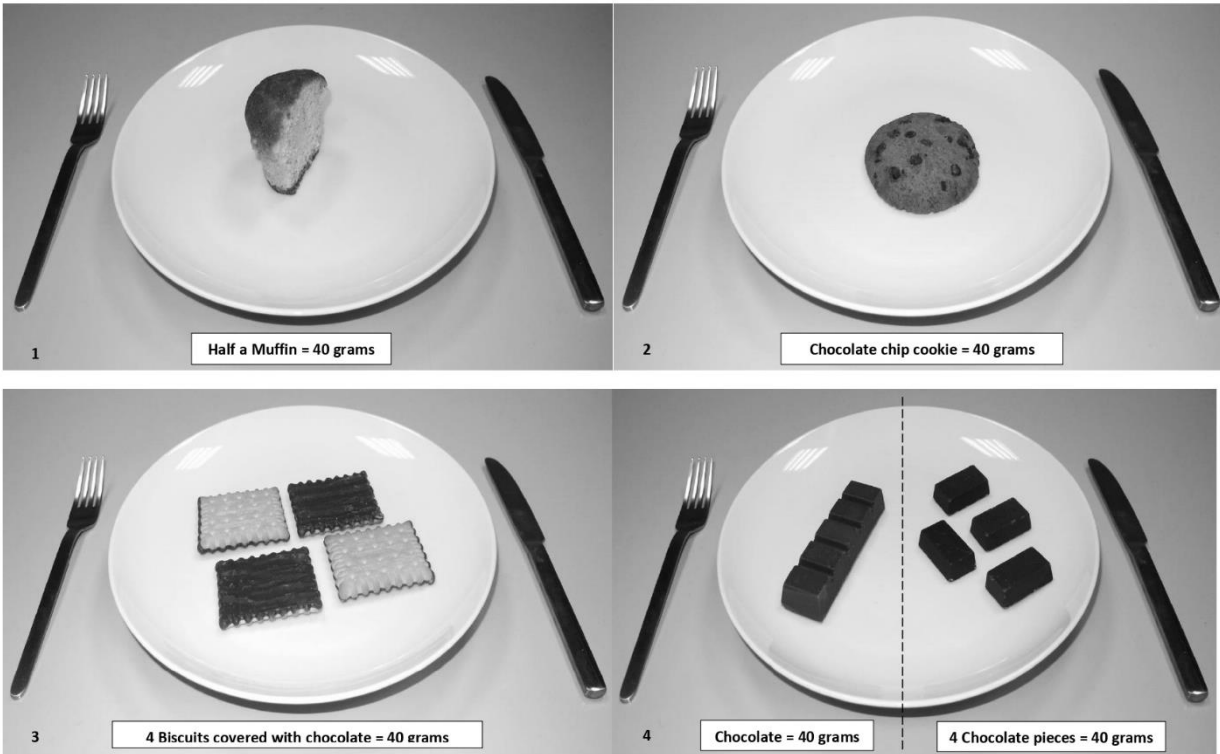 1
Half a Muffin = 40 grams
2
Chocolate chip cookie = 40 grams
3
4 Biscuits covered with chocolate = 40 grams
4
Chocolate = 40 grams
4 Chocolate pieces = 40 grams